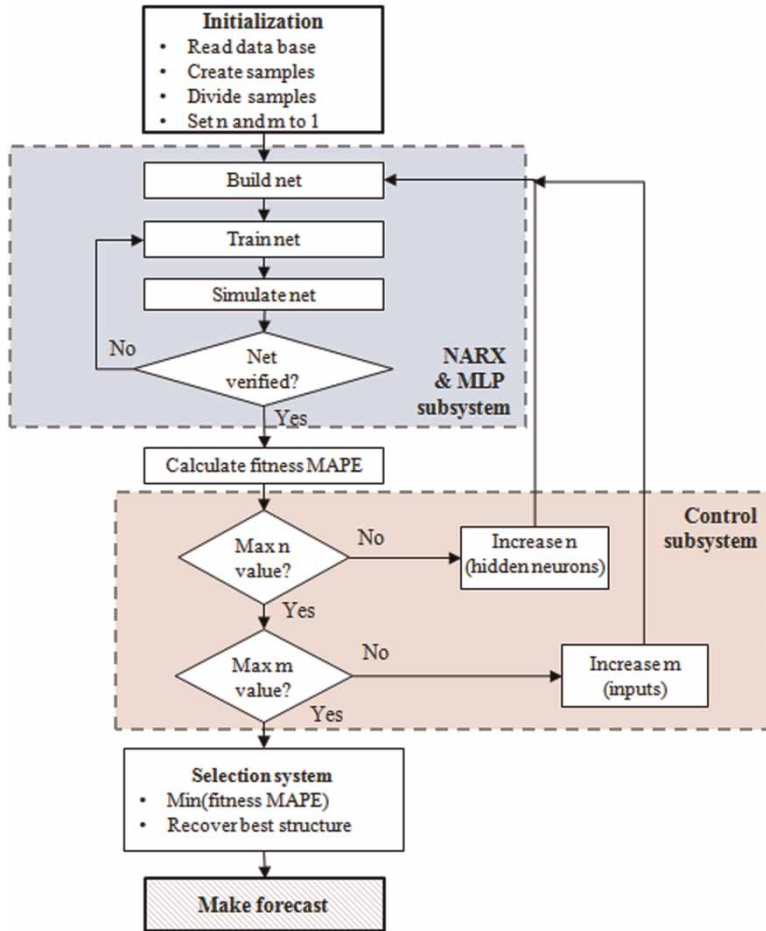 Initialization
• Read data base
• Create samples
• Divide samples
• Set n and m to 1
Build net
Train net
Simulate net
No
Net
verified?
NARX
& MLP
subsystem
Yes
Calculate fitness MAPE
Control
subsystem
Max n
value?
No
Increase n
(hidden neurons)
Yes
Max m
value?
No
Increase m
(inputs)
Yes
Selection system
• Min(fitness MAPE)
• Recover best structure
Make forecast